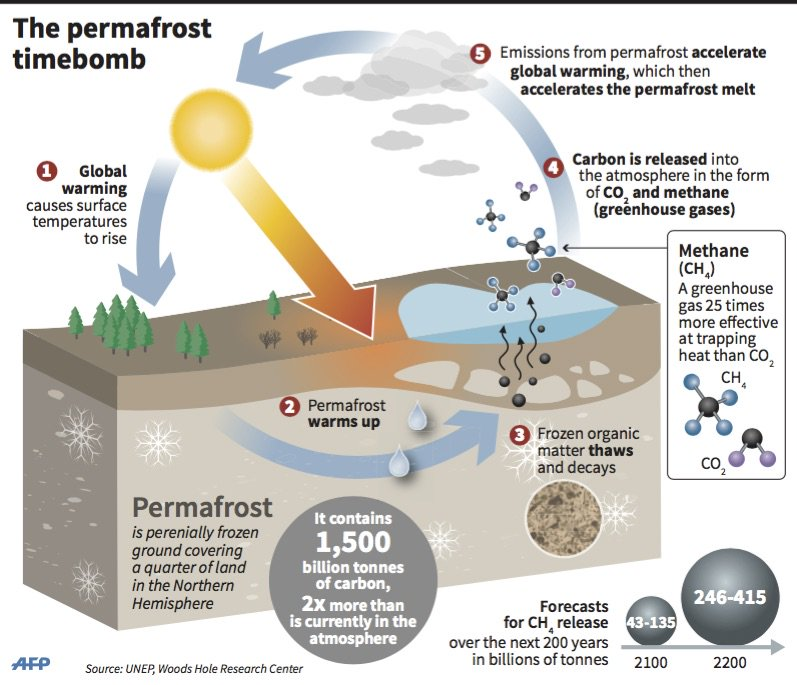 The permafrost
timebomb
1 Global
warming
causes surface
temperatures
to rise
2 Permafrost
warms up
3 Frozen organic
matter thaws
and decays
4 Carbon is released into
the atmosphere in the form
of CO₂ and methane
(greenhouse gases)
5 Emissions from permafrost accelerate
global warming, which then
accelerates the permafrost melt
Methane
(CH₄)
A greenhouse
gas 25 times
more effective
at trapping
heat than CO₂
CH₄
CO₂
Permafrost
is perenially frozen
ground covering
a quarter of land
in the Northern
Hemisphere
It contains
1,500
billion tonnes
of carbon,
2x more than
is currently in the
atmosphere
Forecasts
for CH₄ release
over the next 200 years
in billions of tonnes
43-135
246-415
2100
2200
AFP
Source: UNEP, Woods Hole Research Center